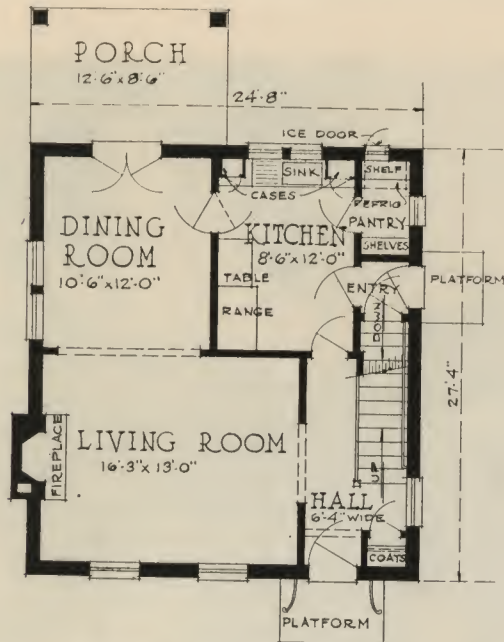 PORCH
12'-6"x8'-6"
24'-8"
ICE DOOR
SHELF
SINK
CASES
REFRIG
PANTRY
SHELVES
DINING
ROOM
10'-6"x12'-0"
KITCHEN
8'-6"x12'-0"
TABLE
RANGE
ENTRY
PLATFORM
DOWN
27'-4"
LIVING ROOM
16'-3"x13'-0"
FIREPLACE
UP
HALL
6'-4" WIDE
COATS
PLATFORM